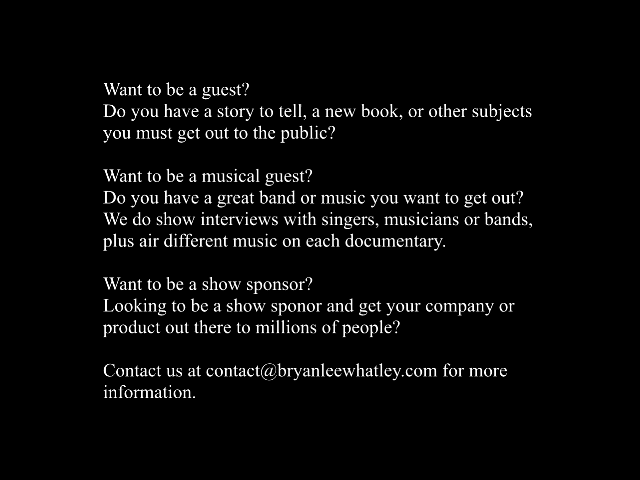 Want to be a guest?
Do you have a story to tell, a new book, or other subjects
you must get out to the public?
Want to be a musical guest?
Do you have a great band or music you want to get out?
We do show interviews with singers, musicians or bands,
plus air different music on each documentary.
Want to be a show sponsor?
Looking to be a show sponor and get your company or
product out there to millions of people?
Contact us at contact@bryanleewhatley.com for more
information.